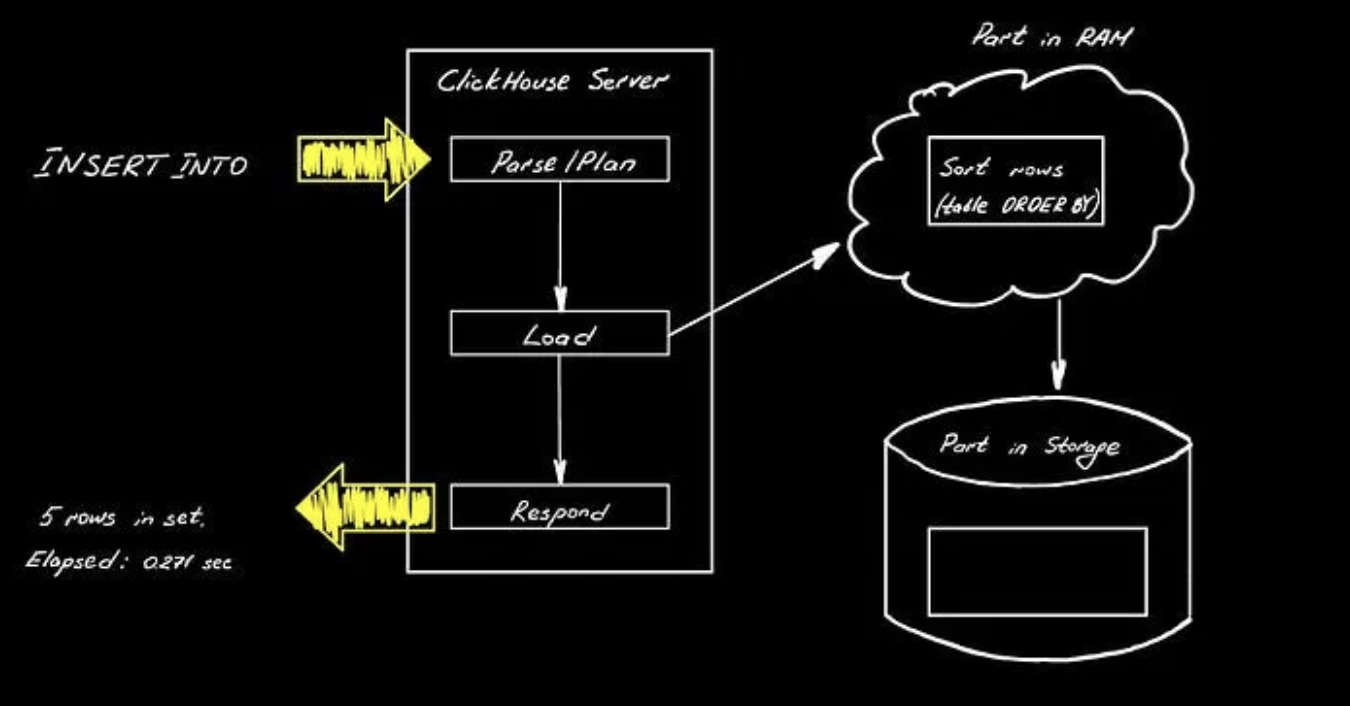 Part in RAM
ClickHouse Server
INSERT INTO
Parse/Plan
Sort rows
(table ORDER BY)
Load
Part in Storage
Respond
5 rows in set.
Elapsed: 0.271 sec